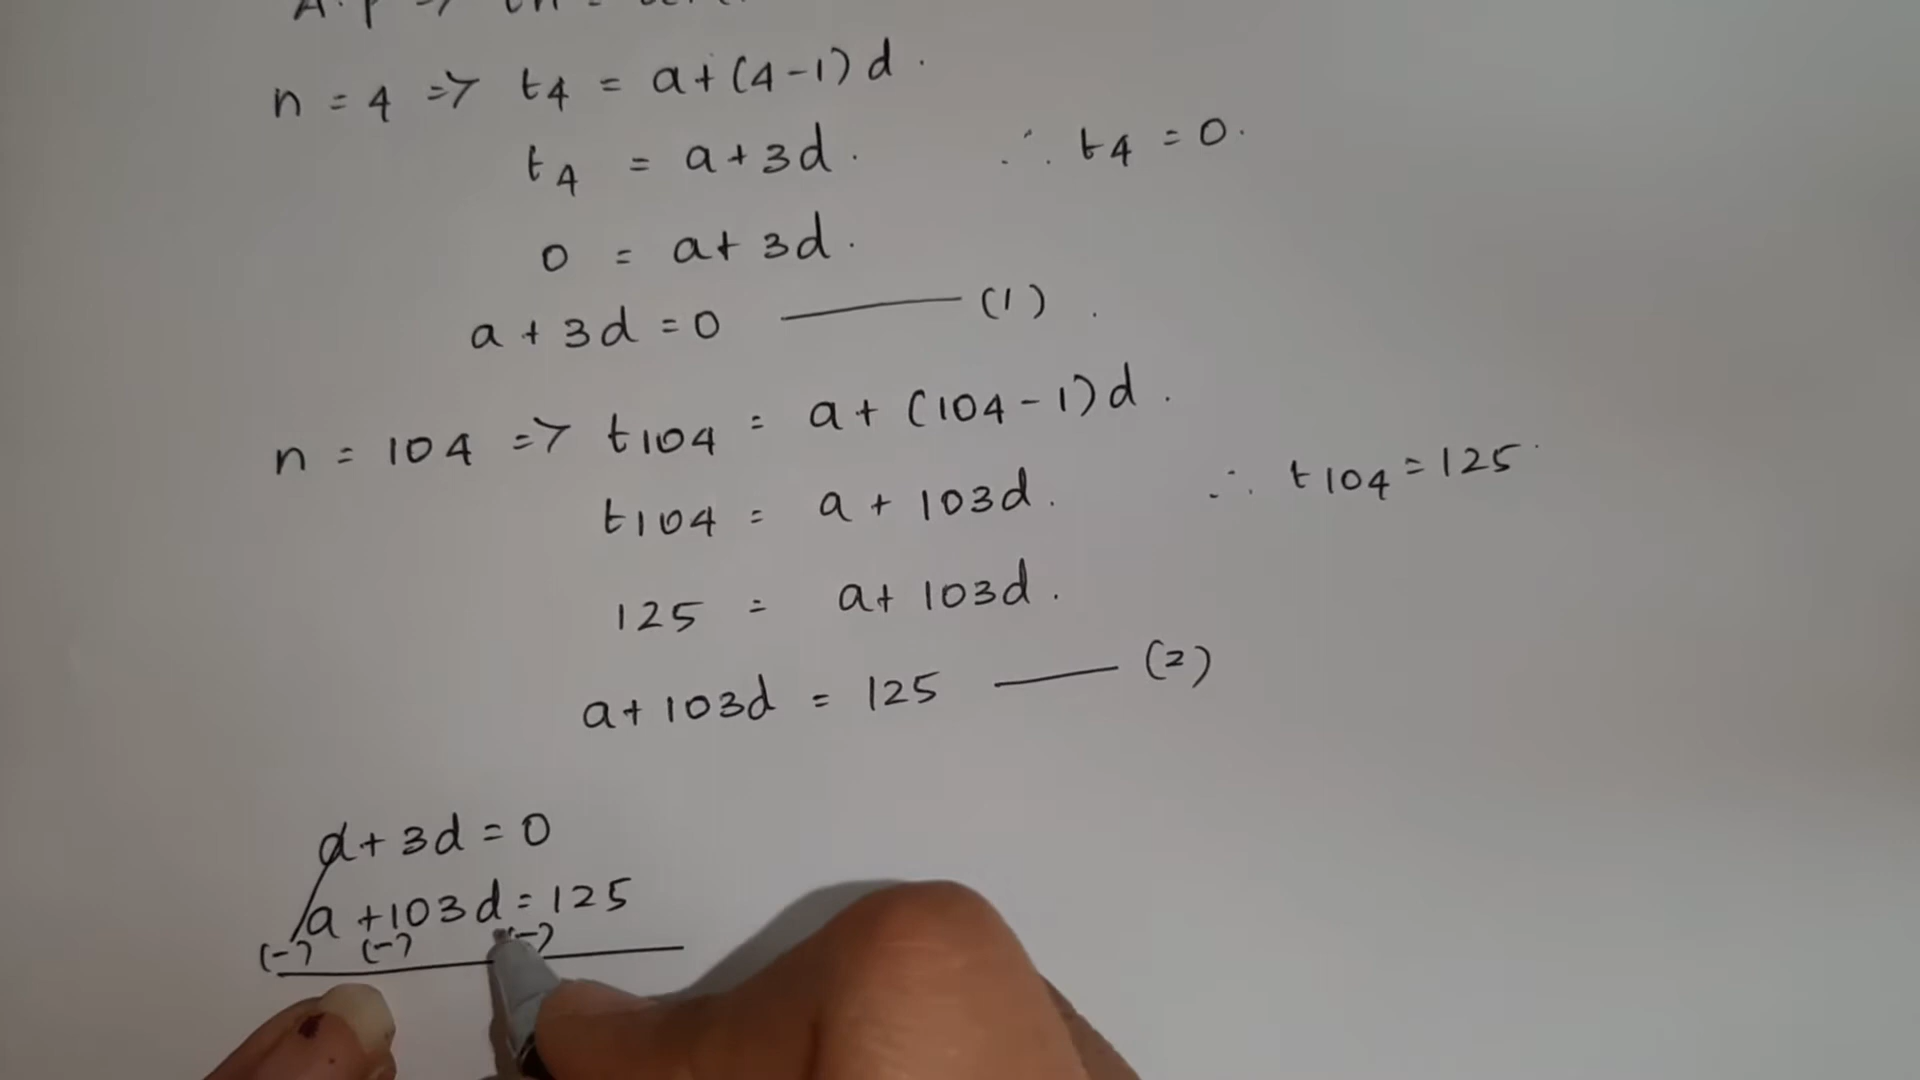 n = 4 => t4 = a+(4-1)d.
t4 = a+3d. ∴ t4 = 0.
0 = a+3d.
a + 3d = 0 —— (1).
n = 104 => t104 = a+(104-1)d.
t104 = a + 103d. ∴ t104 = 125.
125 = a+103d.
a+103d = 125 —— (2)
a+3d = 0
a +103d = 125
(-) (-) (-)